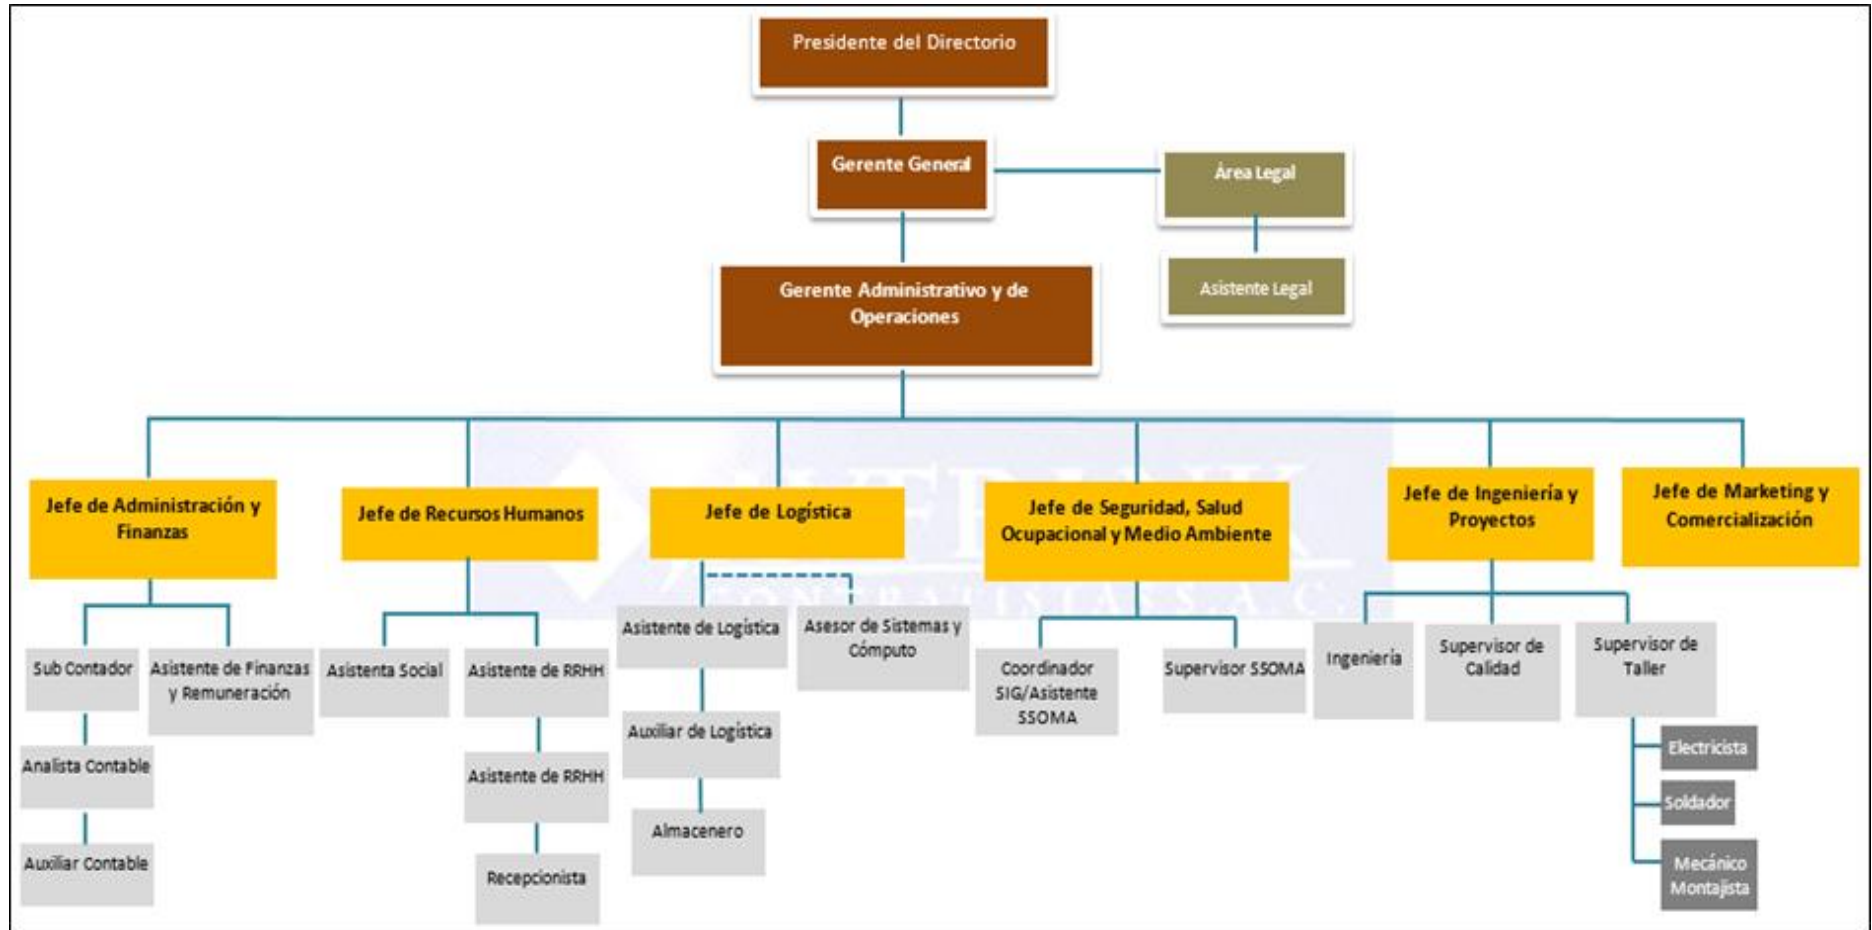 Presidente del Directorio
Gerente General
Área Legal
Asistente Legal
Gerente Administrativo y de
Operaciones
Jefe de Administración y
Finanzas
Jefe de Recursos Humanos
Jefe de Logística
Jefe de Seguridad, Salud
Ocupacional y Medio Ambiente
Jefe de Ingeniería y
Proyectos
Jefe de Marketing y
Comercialización
Sub Contador
Asistente de Finanzas
y Remuneración
Analista Contable
Auxiliar Contable
Asistenta Social
Asistente de RRHH
Asistente de RRHH
Recepcionista
Asistente de Logística
Asesor de Sistemas y
Cómputo
Auxiliar de Logística
Almacenero
Coordinador
SIG/Asistente
SSOMA
Supervisor SSOMA
Ingeniería
Supervisor de
Calidad
Supervisor de
Taller
Electricista
Soldador
Mecánico
Montajista